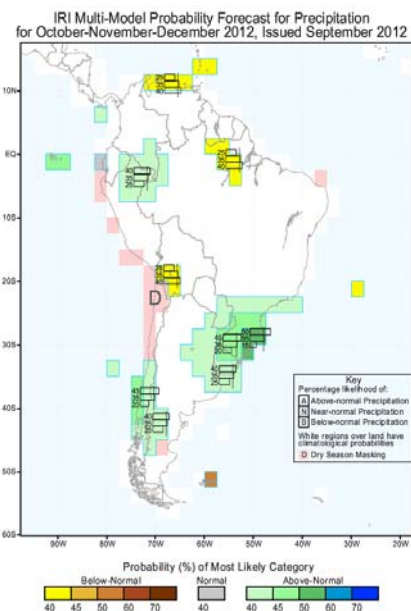 IRI Multi-Model Probability Forecast for Precipitation
for October-November-December 2012, Issued September 2012
10N
EQ
10S
20S
30S
40S
50S
60S
D
90W 80W 70W 60W 50W 40W 30W 20W
Key
Percentage likelihood of:
A Above-normal Precipitation
N Near-normal Precipitation
B Below-normal Precipitation
White regions over land have
climatological probabilities
D Dry Season Masking
Probability (%) of Most Likely Category
Below-Normal Normal Above-Normal
40 45 50 60 70 40 40 45 50 60 70